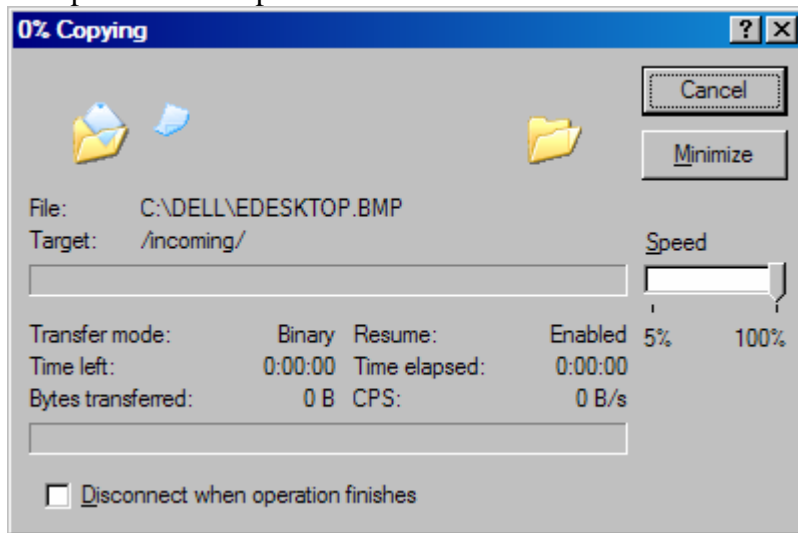 0% Copying
Cancel
Minimize
File: C:\DELL\EDESKTOP.BMP
Target: /incoming/
Speed
Transfer mode: Binary Resume: Enabled
5% 100%
Time left: 0:00:00 Time elapsed: 0:00:00
Bytes transferred: 0 B CPS: 0 B/s
Disconnect when operation finishes